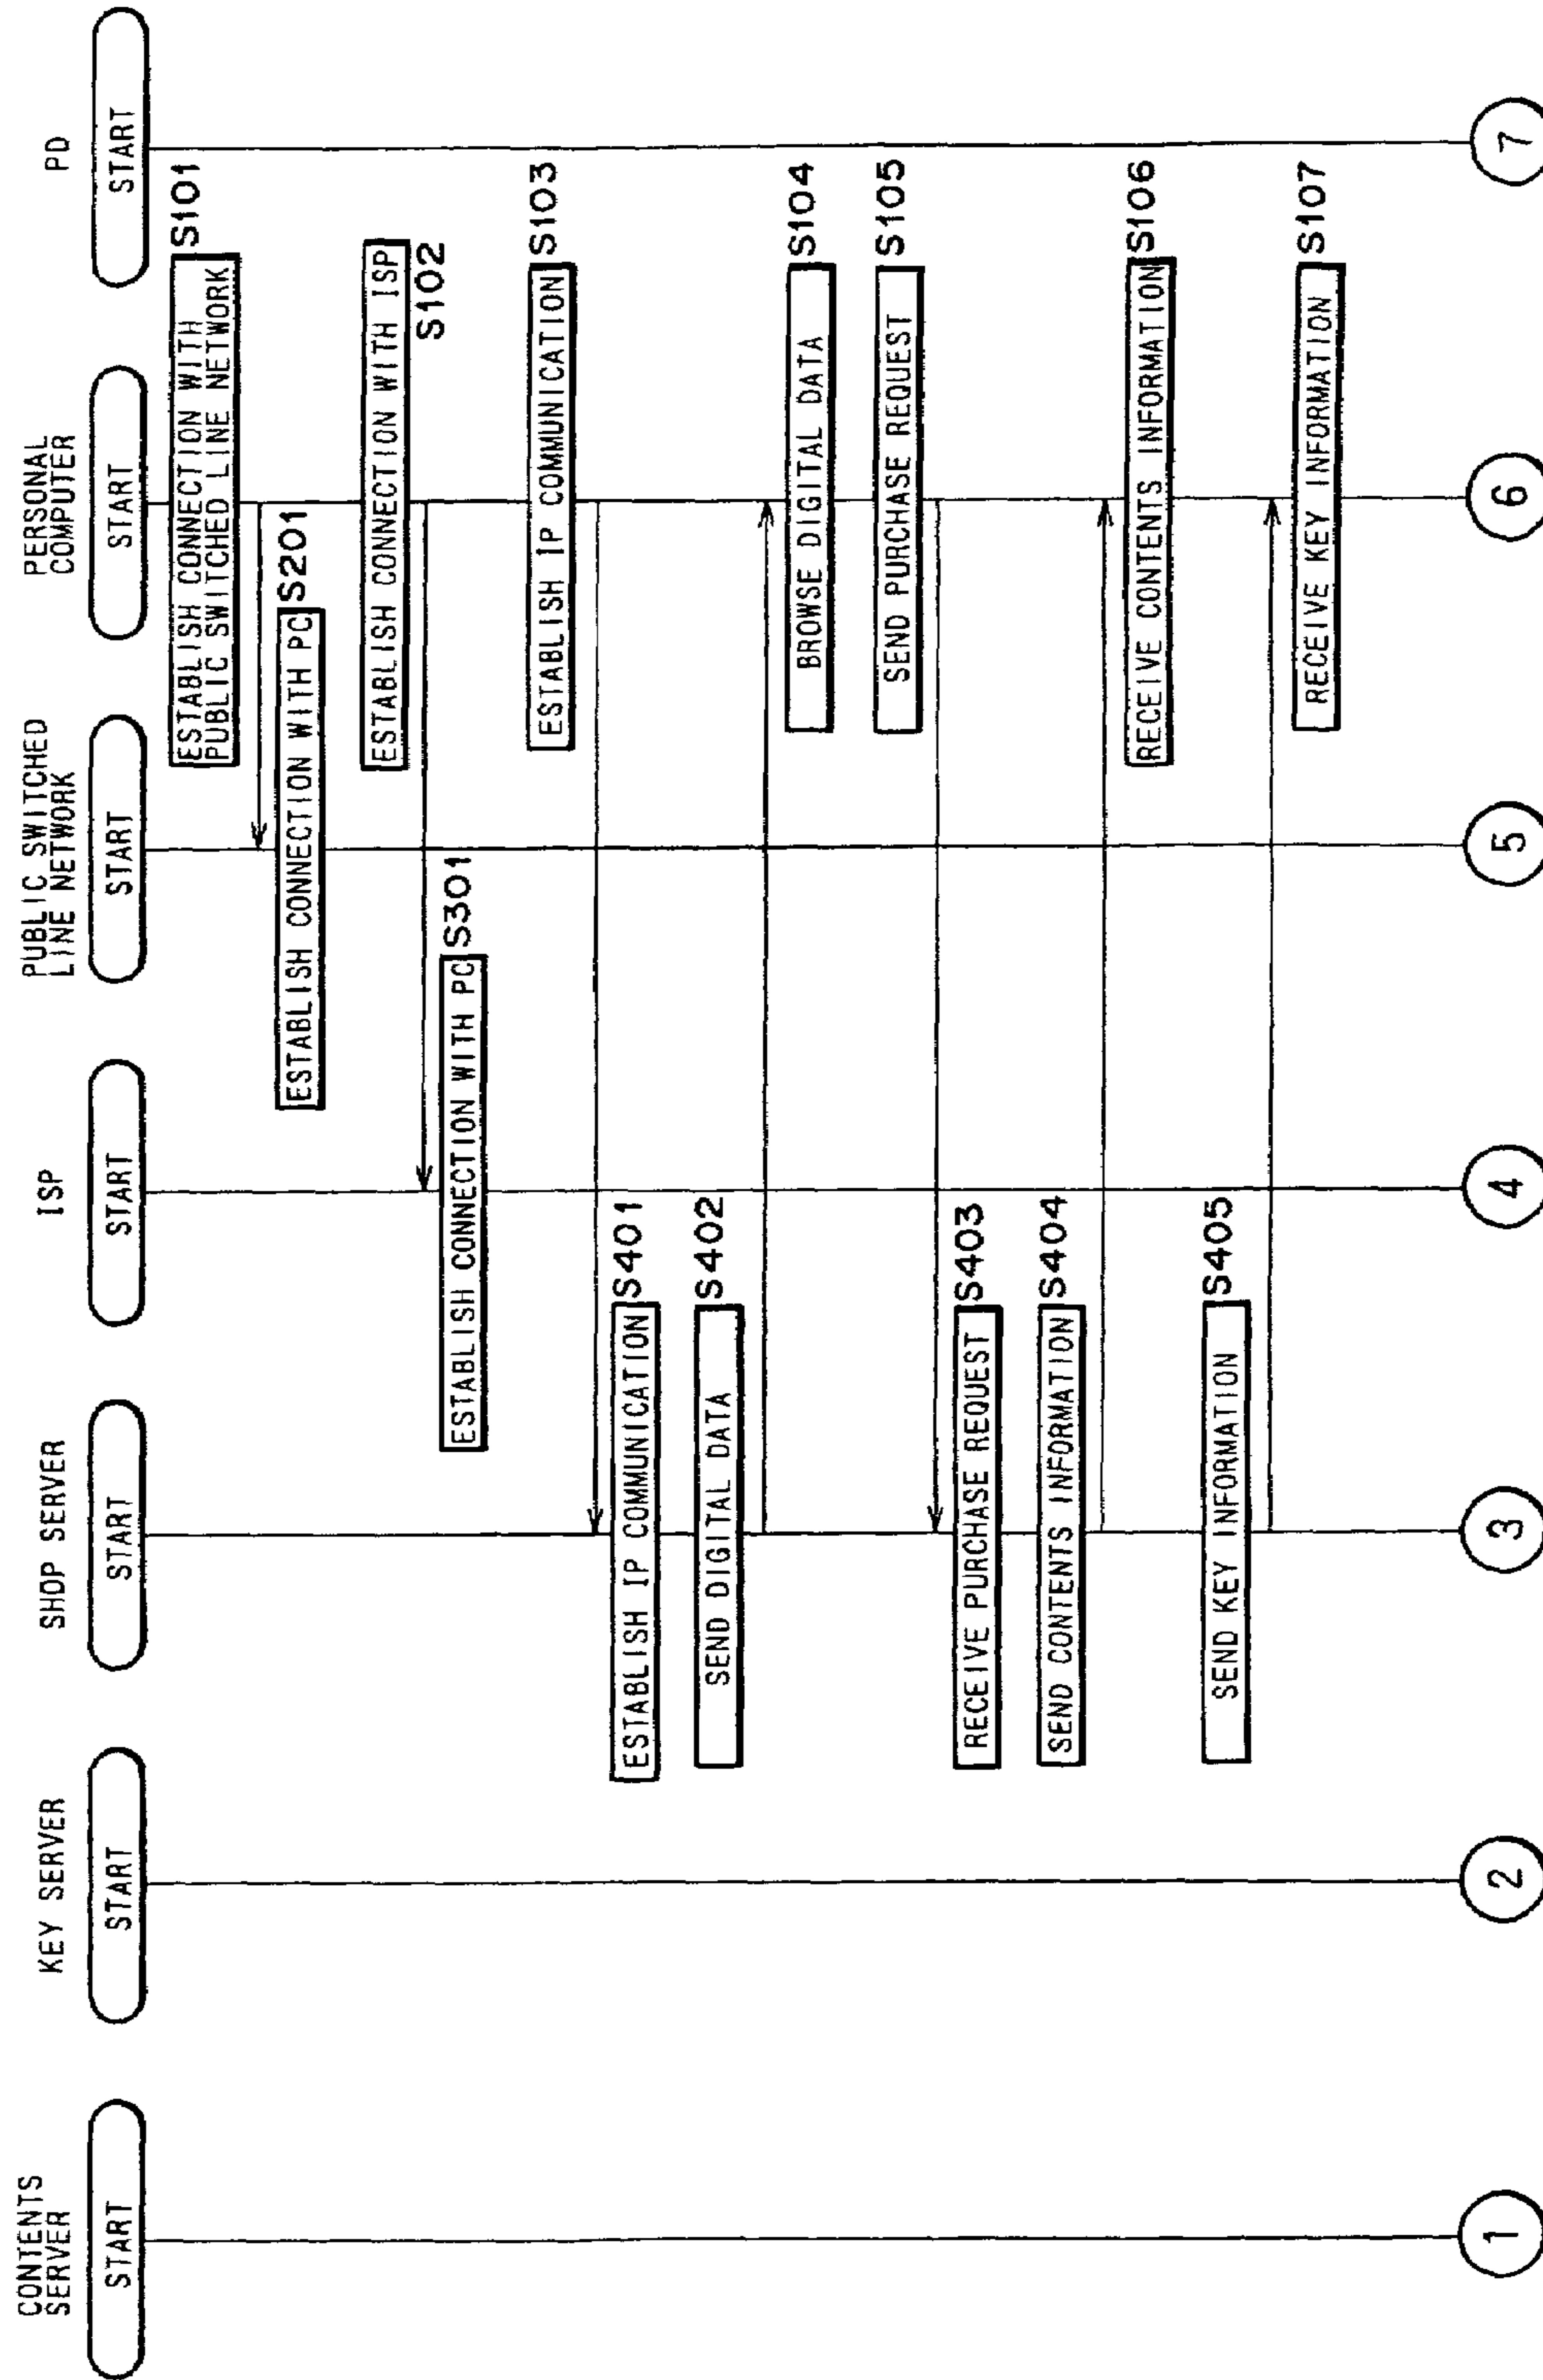 CONTENTS
SERVER
KEY SERVER
SHOP SERVER
ISP
PUBLIC SWITCHED
LINE NETWORK
PERSONAL
COMPUTER
PD
START
START
START
START
START
START
START
ESTABLISH CONNECTION WITH
PUBLIC SWITCHED LINE NETWORK
S101
ESTABLISH CONNECTION WITH PC
S201
ESTABLISH CONNECTION WITH ISP
S102
ESTABLISH CONNECTION WITH PC
S301
ESTABLISH IP COMMUNICATION
S103
ESTABLISH IP COMMUNICATION
S401
SEND DIGITAL DATA
S402
BROWSE DIGITAL DATA
S104
SEND PURCHASE REQUEST
S105
RECEIVE PURCHASE REQUEST
S403
SEND CONTENTS INFORMATION
S404
RECEIVE CONTENTS INFORMATION
S106
SEND KEY INFORMATION
S405
RECEIVE KEY INFORMATION
S107
1
2
3
4
5
6
7